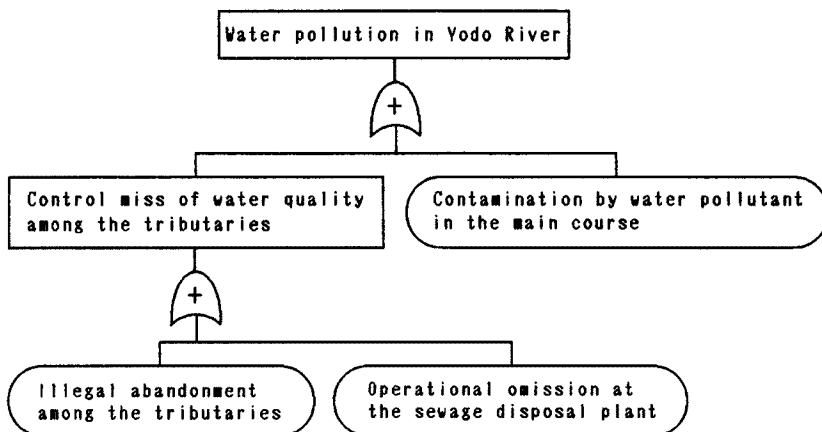 Water pollution in Yodo River
+
Control miss of water quality
among the tributaries
Contamination by water pollutant
in the main course
+
Illegal abandonment
among the tributaries
Operational omission at
the sewage disposal plant